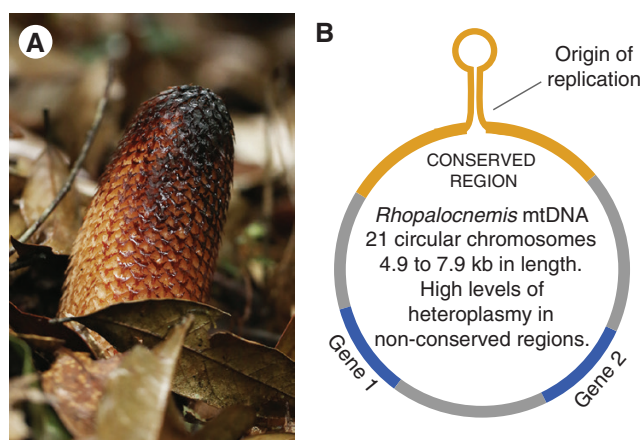 A
B
Origin of
replication
CONSERVED
REGION
Rhopalocnemis mtDNA
21 circular chromosomes
4.9 to 7.9 kb in length.
High levels of
heteroplasmy in
non-conserved regions.
Gene 1
Gene 2